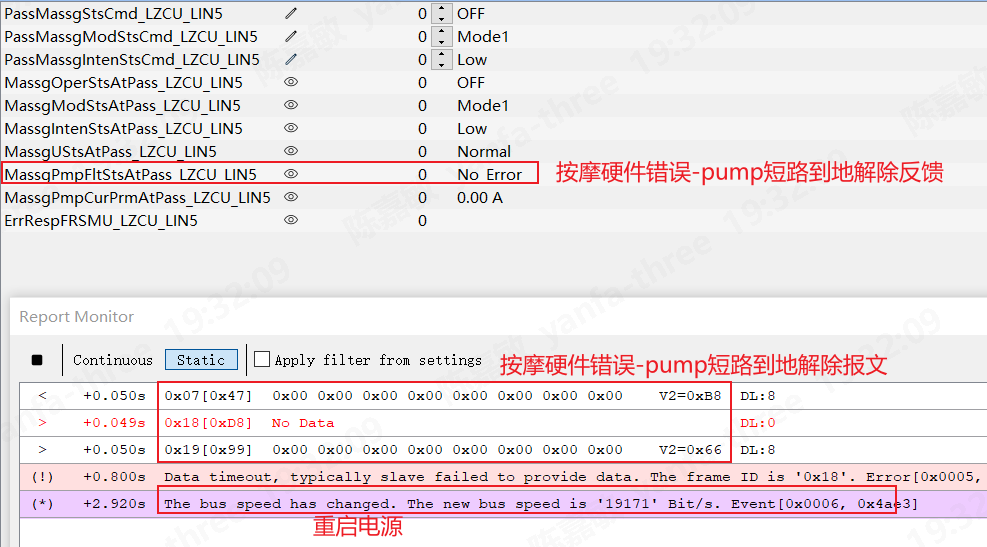 PassMassgStsCmd_LZCU_LIN5 0 OFF
PassMassgModStsCmd_LZCU_LIN5 0 Mode1
PassMassgIntenStsCmd_LZCU_LIN5 0 Low
MassgOperStsAtPass_LZCU_LIN5 0 OFF
MassgModStsAtPass_LZCU_LIN5 0 Mode1
MassgIntenStsAtPass_LZCU_LIN5 0 Low
MassgUStsAtPass_LZCU_LIN5 0 Normal
MassgPmpFltStsAtPass_LZCU_LIN5 0 No Error 按摩硬件错误-pump短路到地解除反馈
MassgPmpCurPrmAtPass_LZCU_LIN5 0 0.00 A
ErrRespFRSMU_LZCU_LIN5 0
Report Monitor
Continuous Static Apply filter from settings
按摩硬件错误-pump短路到地解除报文
< +0.050s 0x07[0x47] 0x00 0x00 0x00 0x00 0x00 0x00 0x00 0x00 V2=0xB8 DL:8
> +0.049s 0x18[0xD8] No Data DL:0
> +0.050s 0x19[0x99] 0x00 0x00 0x00 0x00 0x00 0x00 0x00 0x00 V2=0x66 DL:8
(!) +0.800s Data timeout, typically slave failed to provide data. The frame ID is '0x18'. Error[0x0005,
(*) +2.920s The bus speed has changed. The new bus speed is '19171' Bit/s. Event[0x0006, 0x4ae3]
重启电源
陈嘉敏 yanfa-three 19:32:09